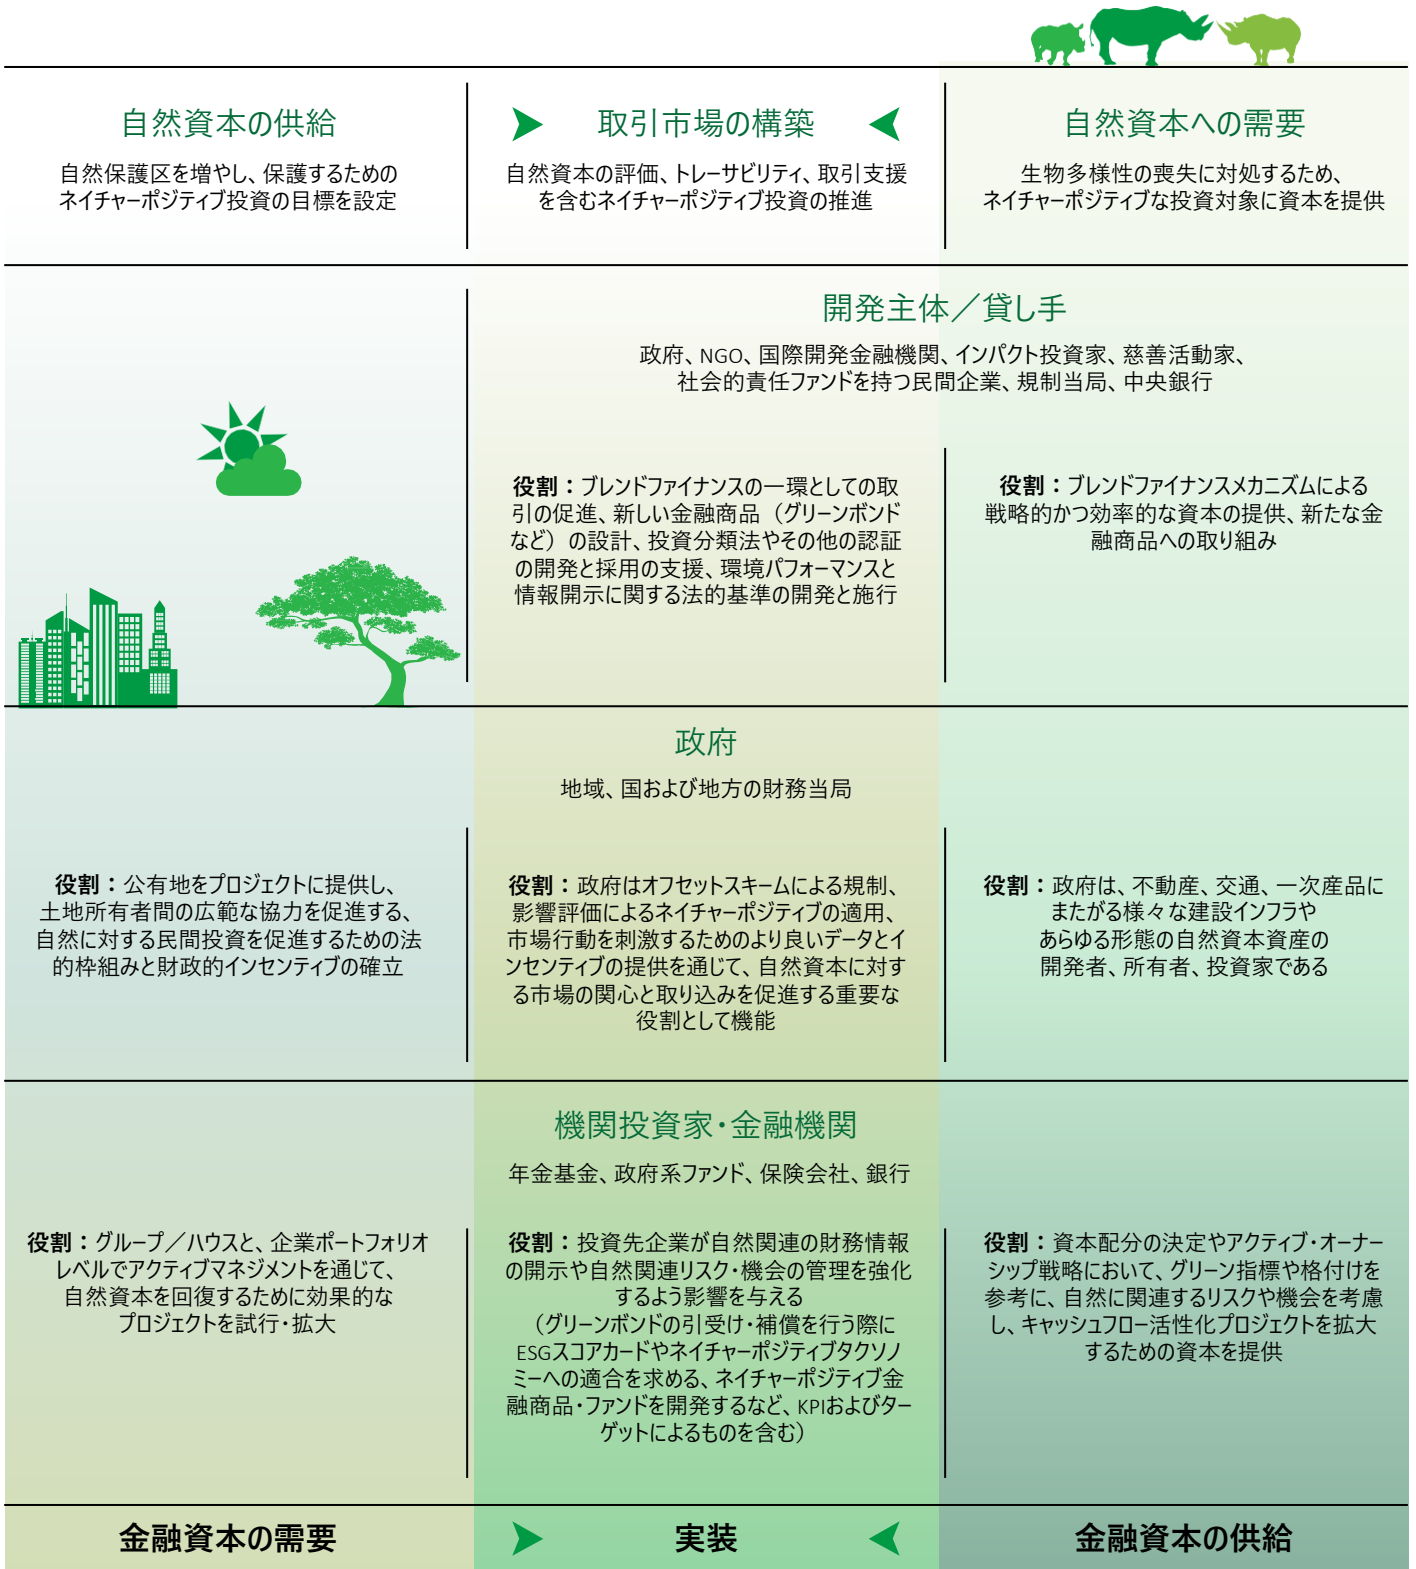 自然資本の供給
自然保護区を増やし、保護するための
ネイチャーポジティブ投資の目標を設定
取引市場の構築
自然資本の評価、トレーサビリティ、取引支援
を含むネイチャーポジティブ投資の推進
自然資本への需要
生物多様性の喪失に対処するため、
ネイチャーポジティブな投資対象に資本を提供
開発主体／貸し手
政府、NGO、国際開発金融機関、インパクト投資家、慈善活動家、
社会的責任ファンドを持つ民間企業、規制当局、中央銀行
役割：ブレンドファイナンスの一環としての取
引の促進、新しい金融商品（グリーンボンド
など）の設計、投資分類法やその他の認証
の開発と採用の支援、環境パフォーマンスと
情報開示に関する法的基準の開発と施行
役割：ブレンドファイナンスメカニズムによる
戦略的かつ効率的な資本の提供、新たな金
融商品への取り組み
政府
地域、国および地方の財務当局
役割：公有地をプロジェクトに提供し、
土地所有者間の広範な協力を促進する、
自然に対する民間投資を促進するための法
的枠組みと財政的インセンティブの確立
役割：政府はオフセットスキームによる規制、
影響評価によるネイチャーポジティブの適用、
市場行動を刺激するためのより良いデータとイ
ンセンティブの提供を通じて、自然資本に対す
る市場の関心と取り込みを促進する重要な
役割として機能
役割：政府は、不動産、交通、一次産品に
またがる様々な建設インフラや
あらゆる形態の自然資本資産の
開発者、所有者、投資家である
機関投資家・金融機関
年金基金、政府系ファンド、保険会社、銀行
役割：グループ／ハウスと、企業ポートフォリオ
レベルでアクティブマネジメントを通じて、
自然資本を回復するために効果的な
プロジェクトを試行・拡大
役割：投資先企業が自然関連の財務情報
の開示や自然関連リスク・機会の管理を強化
するよう影響を与える
（グリーンボンドの引受け・補償を行う際に
ESGスコアカードやネイチャーポジティブタクソノ
ミーへの適合を求める、ネイチャーポジティブ金
融商品・ファンドを開発するなど、KPIおよびター
ゲットによるものを含む）
役割：資本配分の決定やアクティブ・オーナー
シップ戦略において、グリーン指標や格付けを
参考に、自然に関連するリスクや機会を考慮
し、キャッシュフロー活性化プロジェクトを拡大
するための資本を提供
金融資本の需要
実装
金融資本の供給